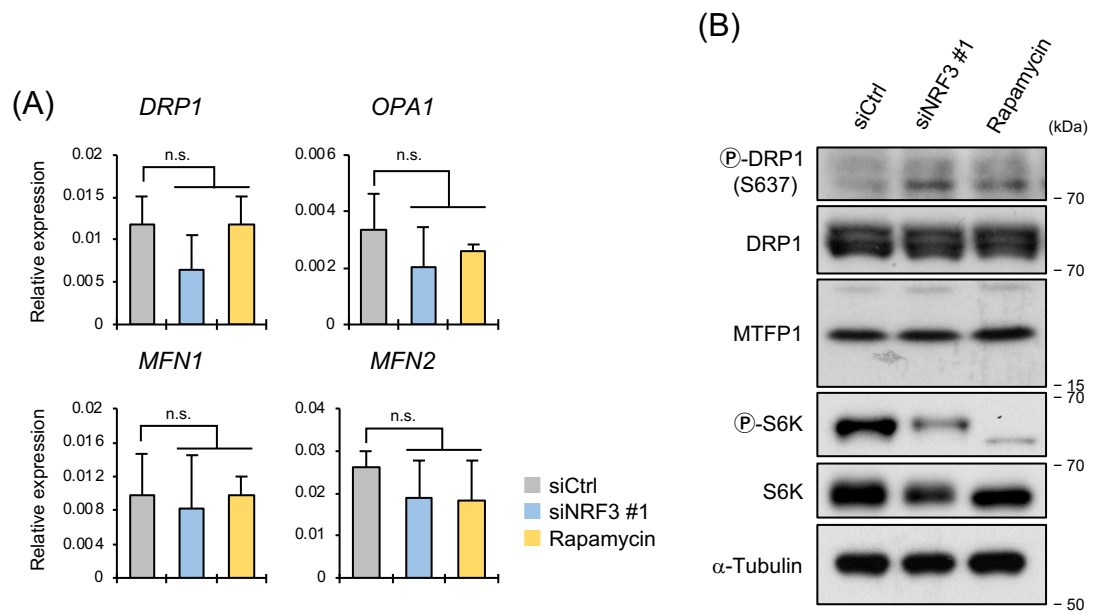 (A)
DRP1
OPA1
Relative expression
0.02
0.015
0.01
0.005
0
n.s.
0.006
0.004
0.002
0
n.s.
MFN1
MFN2
Relative expression
0.02
0.016
0.012
0.008
0.004
0
n.s.
0.04
0.03
0.02
0.01
0
n.s.
siCtrl
siNRF3 #1
Rapamycin
(B)
siCtrl
siNRF3 #1
Rapamycin
(kDa)
Ⓟ-DRP1
(S637)
– 70
DRP1
– 70
MTFP1
– 15
– 70
Ⓟ-S6K
– 70
S6K
α-Tubulin
– 50